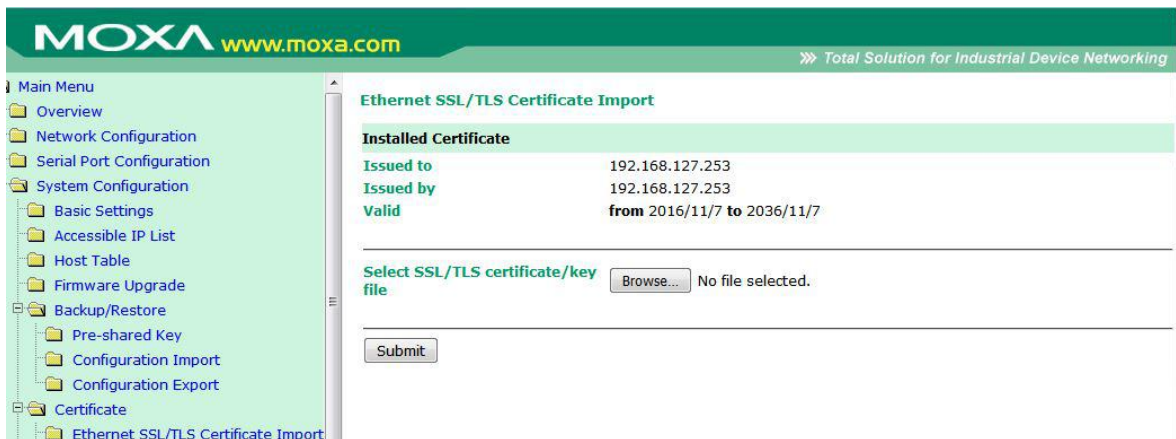 MOXA www.moxa.com
Total Solution for Industrial Device Networking
Main Menu
Overview
Network Configuration
Serial Port Configuration
System Configuration
Basic Settings
Accessible IP List
Host Table
Firmware Upgrade
Backup/Restore
Pre-shared Key
Configuration Import
Configuration Export
Certificate
Ethernet SSL/TLS Certificate Import
Ethernet SSL/TLS Certificate Import
Installed Certificate
Issued to 192.168.127.253
Issued by 192.168.127.253
Valid from 2016/11/7 to 2036/11/7
Select SSL/TLS certificate/key
file
Browse... No file selected.
Submit